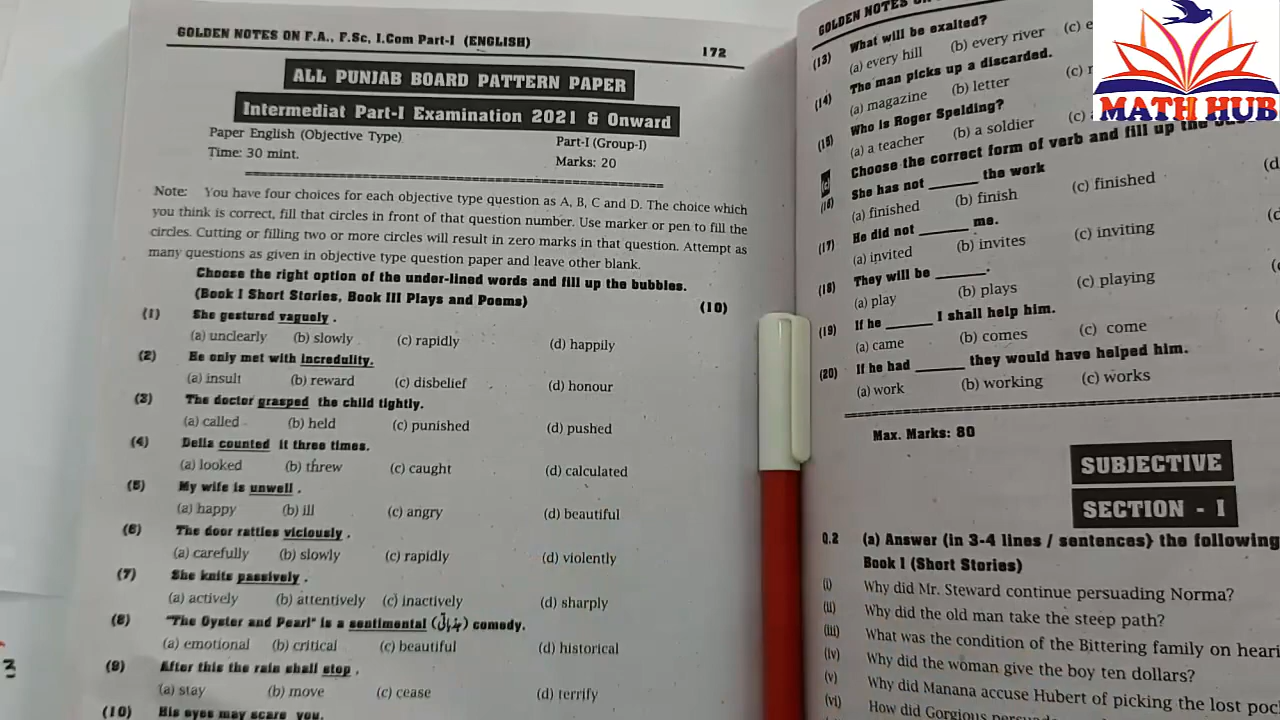 GOLDEN NOTES ON F.A., F.Sc, I.Com Part-I (ENGLISH) 172
ALL PUNJAB BOARD PATTERN PAPER
Intermediat Part-I Examination 2021 & Onward
Paper English (Objective Type) Part-I (Group-I)
Time: 30 mint. Marks: 20
Note: You have four choices for each objective type question as A, B, C and D. The choice which
you think is correct, fill that circles in front of that question number. Use marker or pen to fill the
circles. Cutting or filling two or more circles will result in zero marks in that question. Attempt as
many questions as given in objective type question paper and leave other blank.
Choose the right option of the under-lined words and fill up the bubbles.
(Book I Short Stories, Book III Plays and Poems) (10)
(1) She gestured vaguely .
(a) unclearly (b) slowly (c) rapidly (d) happily
(2) He only met with incredulity.
(a) insult (b) reward (c) disbelief (d) honour
(3) The doctor grasped the child tightly.
(a) called (b) held (c) punished (d) pushed
(4) Della counted it three times.
(a) looked (b) threw (c) caught (d) calculated
(5) My wife is unwell .
(a) happy (b) ill (c) angry (d) beautiful
(6) The door rattles viciously .
(a) carefully (b) slowly (c) rapidly (d) violently
(7) She knits passively .
(a) actively (b) attentively (c) inactively (d) sharply
(8) "The Oyster and Pearl" is a sentimental comedy.
(a) emotional (b) critical (c) beautiful (d) historical
(9) After this the rain shall stop .
(a) stay (b) move (c) cease (d) terrify
(10) His eyes may scare you.
GOLDEN NOTES ON
(13) What will be exalted?
(a) every hill (b) every river (c) e
(14) The man picks up a discarded.
(a) magazine (b) letter (c)
(15) Who is Roger Spelding?
(a) a teacher (b) a soldier (c)
Choose the correct form of verb and fill up the
(16) She has not ______ the work
(a) finished (b) finish (c) finished (d
(17) He did not ______ me.
(a) invited (b) invites (c) inviting
(18) They will be ______.
(a) play (b) plays (c) playing
(19) If he ______ I shall help him.
(a) came (b) comes (c) come
(20) If he had ______ they would have helped him.
(a) work (b) working (c) works
Max. Marks: 80
SUBJECTIVE
SECTION - I
Q.2 (a) Answer (in 3-4 lines / sentences) the following
Book I (Short Stories)
(i) Why did Mr. Steward continue persuading Norma?
(ii) Why did the old man take the steep path?
(iii) What was the condition of the Bittering family on heari
(iv) Why did the woman give the boy ten dollars?
(v) Why did Manana accuse Hubert of picking the lost poc
(vi) How did Gorgious
MATH HUB